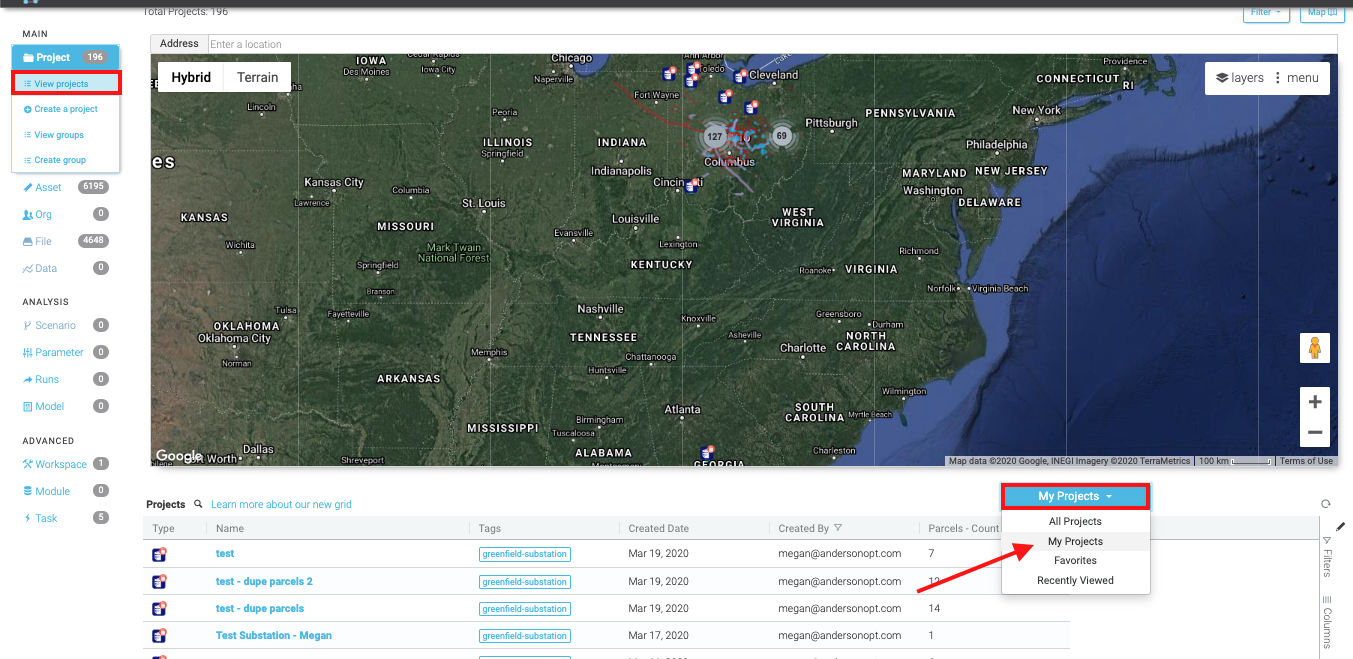 Total Projects: 196
Filter
Map
MAIN
Project 196
View projects
Create a project
View groups
Create group
Asset 6195
Org 0
File 4648
Data 0
ANALYSIS
Scenario 0
Parameter 0
Runs 0
Model 0
ADVANCED
Workspace 1
Module 0
Task 5
Address Enter a location
Hybrid Terrain
layers menu
IOWA
Des Moines
Iowa City
Chicago
Naperville
Ann Arbor
Toledo
Cleveland
Fort Wayne
Providence
CONNECTICUT
RI
Lincoln
Peoria
New York
PENNSYLVANIA
Pittsburgh
127
69
ILLINOIS
Springfield
INDIANA
Indianapolis
Columbus
Philadelphia
es
MARYLAND
NEW JERSEY
Kansas City
Columbia
Cincinnati
Washington
Lawrence
St. Louis
DELAWARE
KANSAS
MISSOURI
Louisville
WEST
VIRGINIA
Evansville
Wichita
Mark Twain
National Forest
Lexington
Richmond
Springfield
KENTUCKY
Roanoke
VIRGINIA
Branson
Norfolk
Virginia Beach
Tulsa
Fayetteville
Nashville
Knoxville
Greensboro
Durham
OKLAHOMA
Oklahoma City
TENNESSEE
Asheville
NORTH
CAROLINA
Norman
Memphis
Chattanooga
Charlotte
Huntsville
ARKANSAS
Wilmington
Atlanta
SOUTH
CAROLINA
Myrtle Beach
Birmingham
MISSISSIPPI
Tuscaloosa
Dallas
Google
Worth
Shreveport
ALABAMA
Montgomery
Charleston
GEORGIA
Map data ©2020 Google, INEGI Imagery ©2020 TerraMetrics
100 km
Terms of Use
Projects Learn more about our new grid
My Projects
All Projects
My Projects
Favorites
Recently Viewed
Type Name Tags Created Date Created By Parcels - Count
test greenfield-substation Mar 19, 2020 megan@andersonopt.com 7
test - dupe parcels 2 greenfield-substation Mar 19, 2020 megan@andersonopt.com 12
test - dupe parcels greenfield-substation Mar 19, 2020 megan@andersonopt.com 14
Test Substation - Megan greenfield-substation Mar 17, 2020 megan@andersonopt.com 1
Filters
Columns